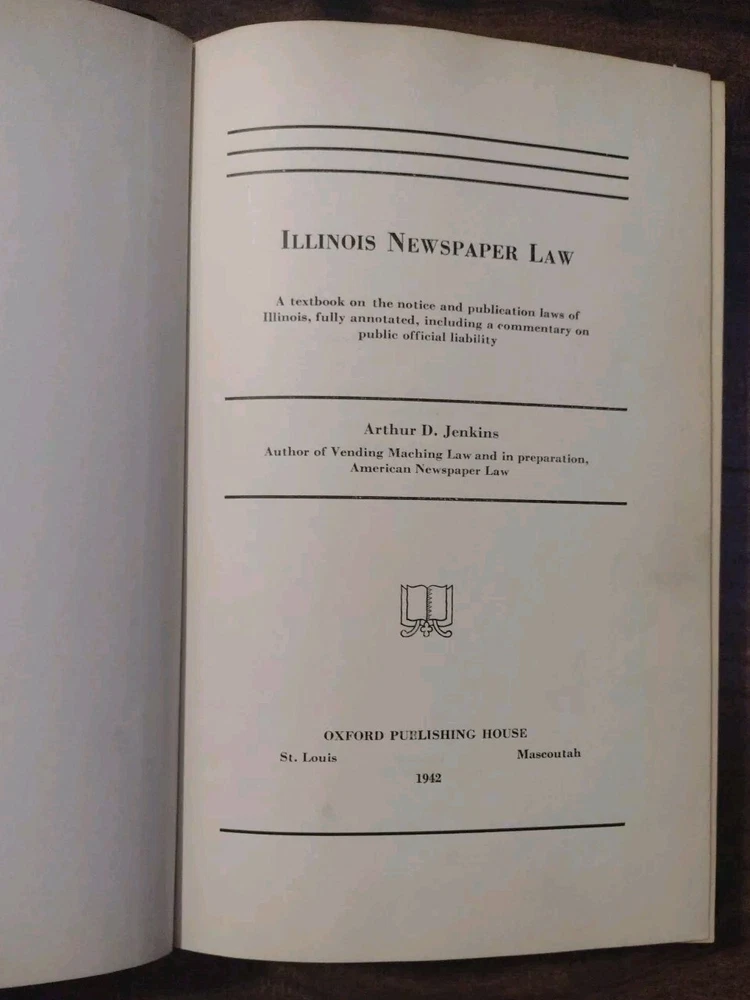 ILLINOIS NEWSPAPER LAW
A textbook on the notice and publication laws of
Illinois, fully annotated, including a commentary on
public official liability
Arthur D. Jenkins
Author of Vending Maching Law and in preparation,
American Newspaper Law
OXFORD PUBLISHING HOUSE
St. Louis Mascoutah
1942